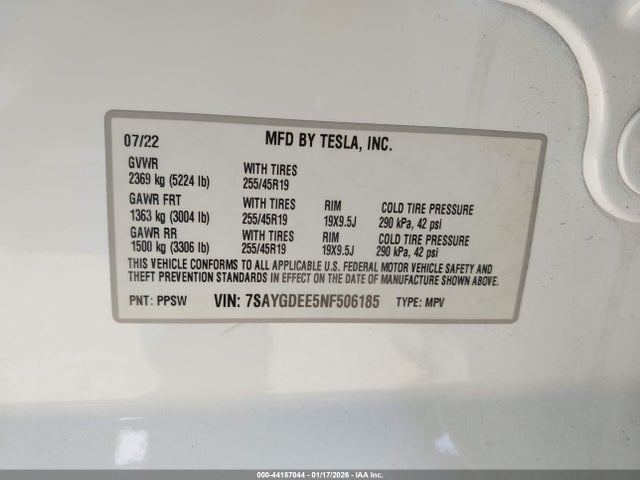 07/22 MFD BY TESLA, INC.
GVWR WITH TIRES
2369 kg (5224 lb) 255/45R19
GAWR FRT WITH TIRES RIM COLD TIRE PRESSURE
1363 kg (3004 lb) 255/45R19 19X9.5J 290 kPa, 42 psi
GAWR RR WITH TIRES RIM COLD TIRE PRESSURE
1500 kg (3306 lb) 255/45R19 19X9.5J 290 kPa, 42 psi
THIS VEHICLE CONFORMS TO ALL APPLICABLE U.S. FEDERAL MOTOR VEHICLE SAFETY AND
THEFT PREVENTION STANDARDS IN EFFECT ON THE DATE OF MANUFACTURE SHOWN ABOVE.
PNT: PPSW VIN: 7SAYGDEE5NF506185 TYPE: MPV
000-44187044 | 01/17/2026 - IAA Inc.